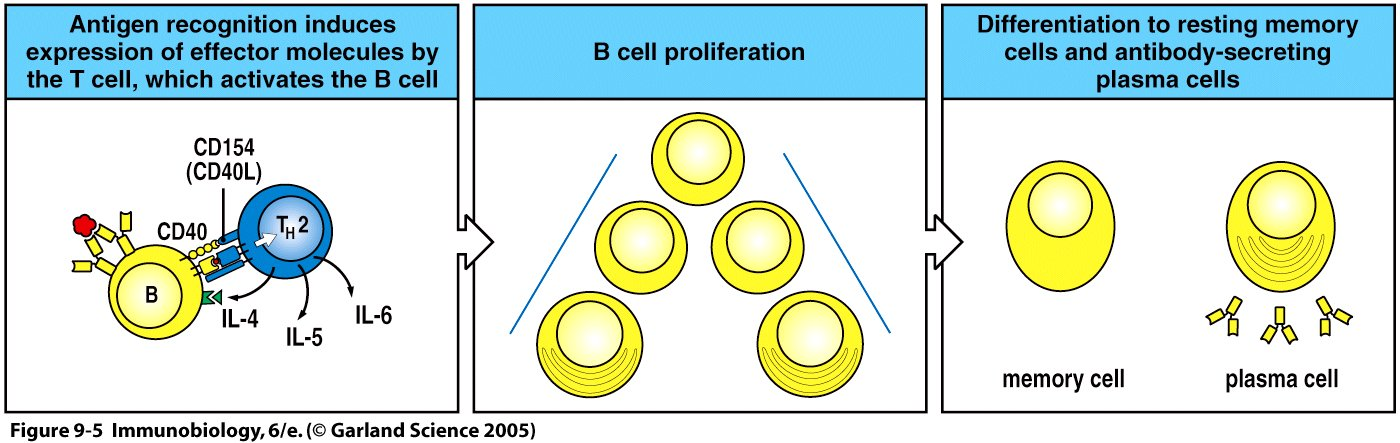 Antigen recognition induces
expression of effector molecules by
the T cell, which activates the B cell
B cell proliferation
Differentiation to resting memory
cells and antibody-secreting
plasma cells
CD154
(CD40L)
CD40
TH2
B
IL-4
IL-5
IL-6
memory cell
plasma cell
Figure 9-5 Immunobiology, 6/e. (© Garland Science 2005)